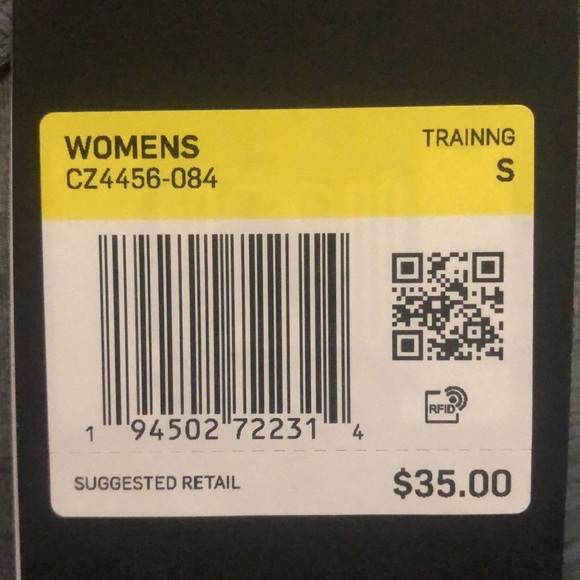 WOMENS
CZ4456-084
TRAINNG
S
1 94502 72231 4
RFID
SUGGESTED RETAIL
$35.00